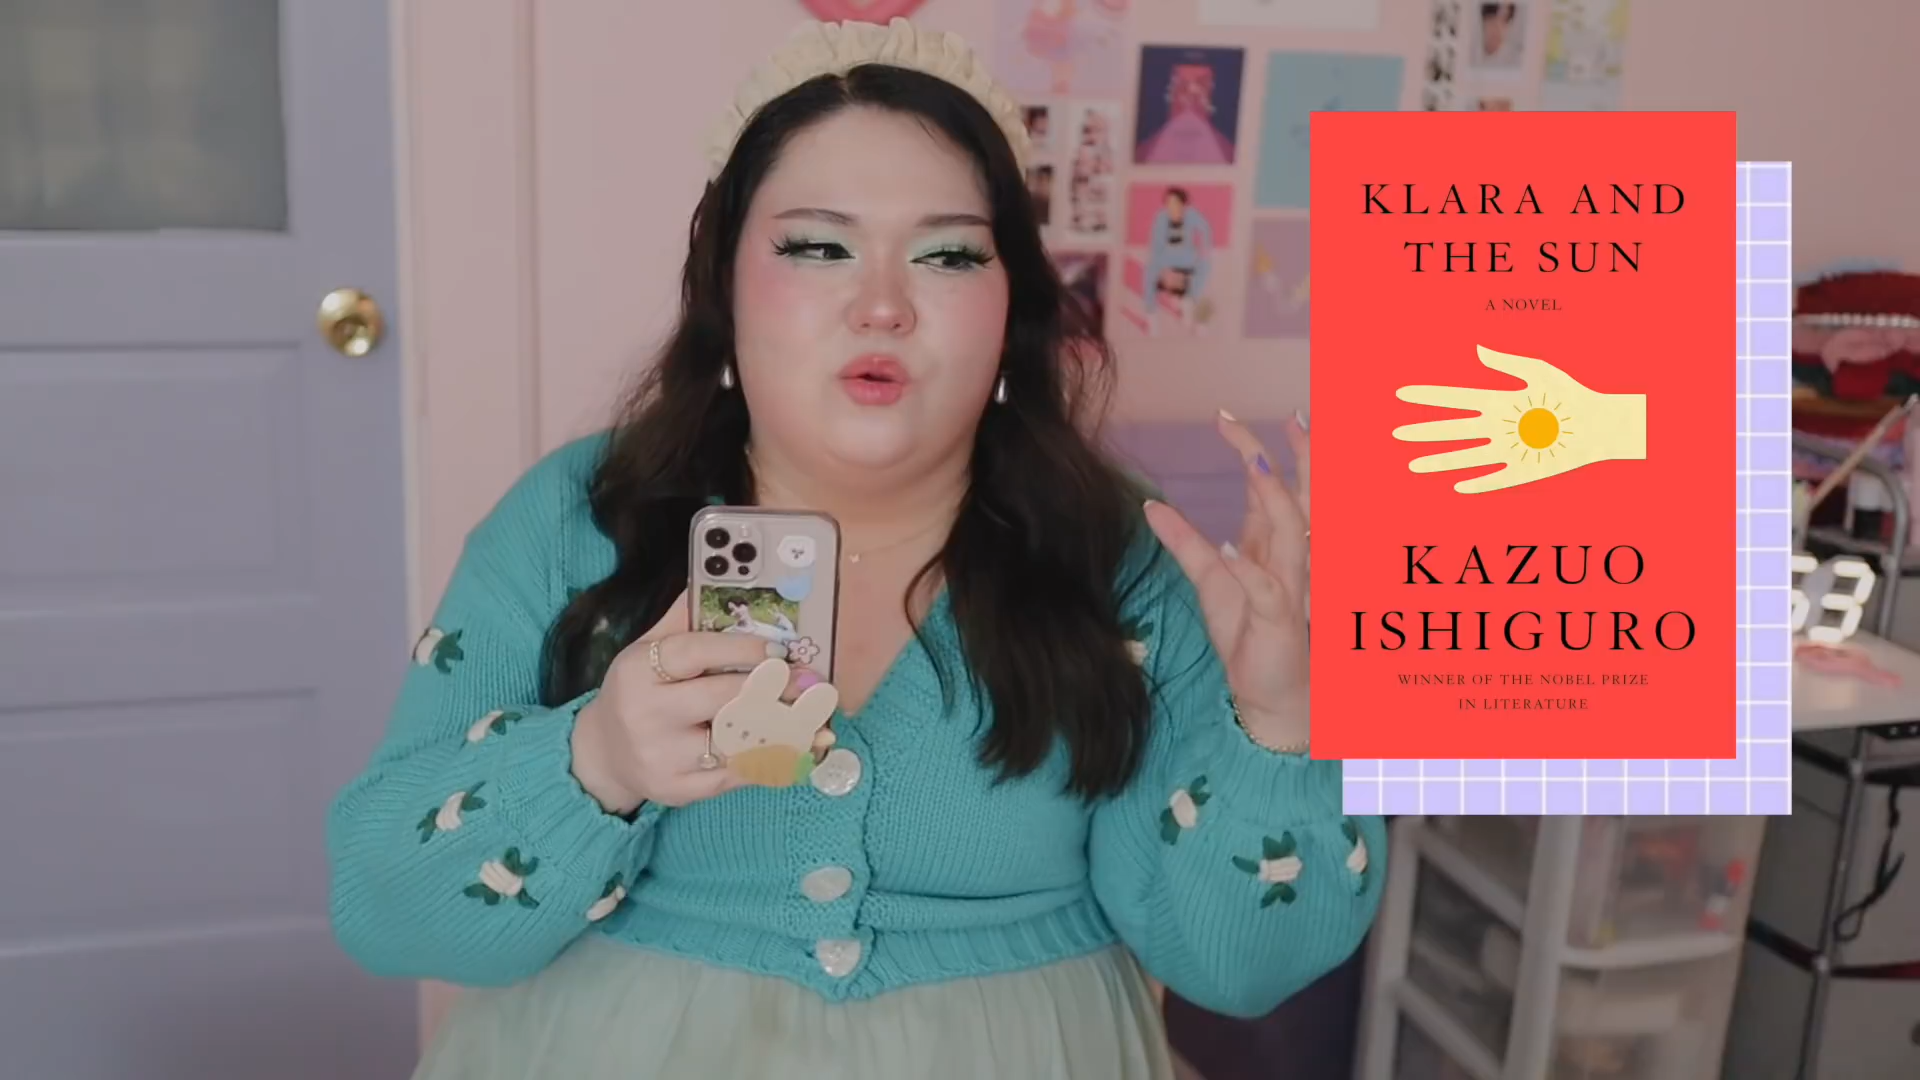 KLARA AND
THE SUN
A NOVEL
KAZUO
ISHIGURO
WINNER OF THE NOBEL PRIZE
IN LITERATURE